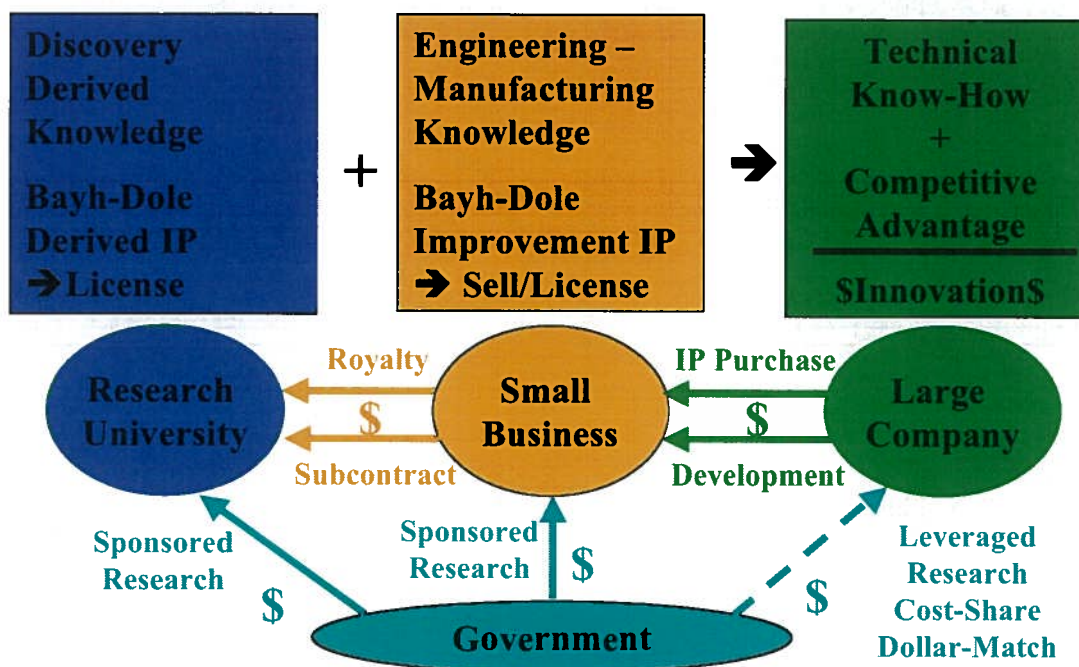 Discovery
Derived
Knowledge
Bayh-Dole
Derived IP
➔ License
+
Engineering –
Manufacturing
Knowledge
Bayh-Dole
Improvement IP
➔ Sell/License
➔
Technical
Know-How
+
Competitive
Advantage
$Innovation$
Research
University
Royalty
$
Subcontract
Small
Business
IP Purchase
$
Development
Large
Company
Sponsored
Research
$
Sponsored
Research
$
$
Leveraged
Research
Cost-Share
Dollar-Match
Government